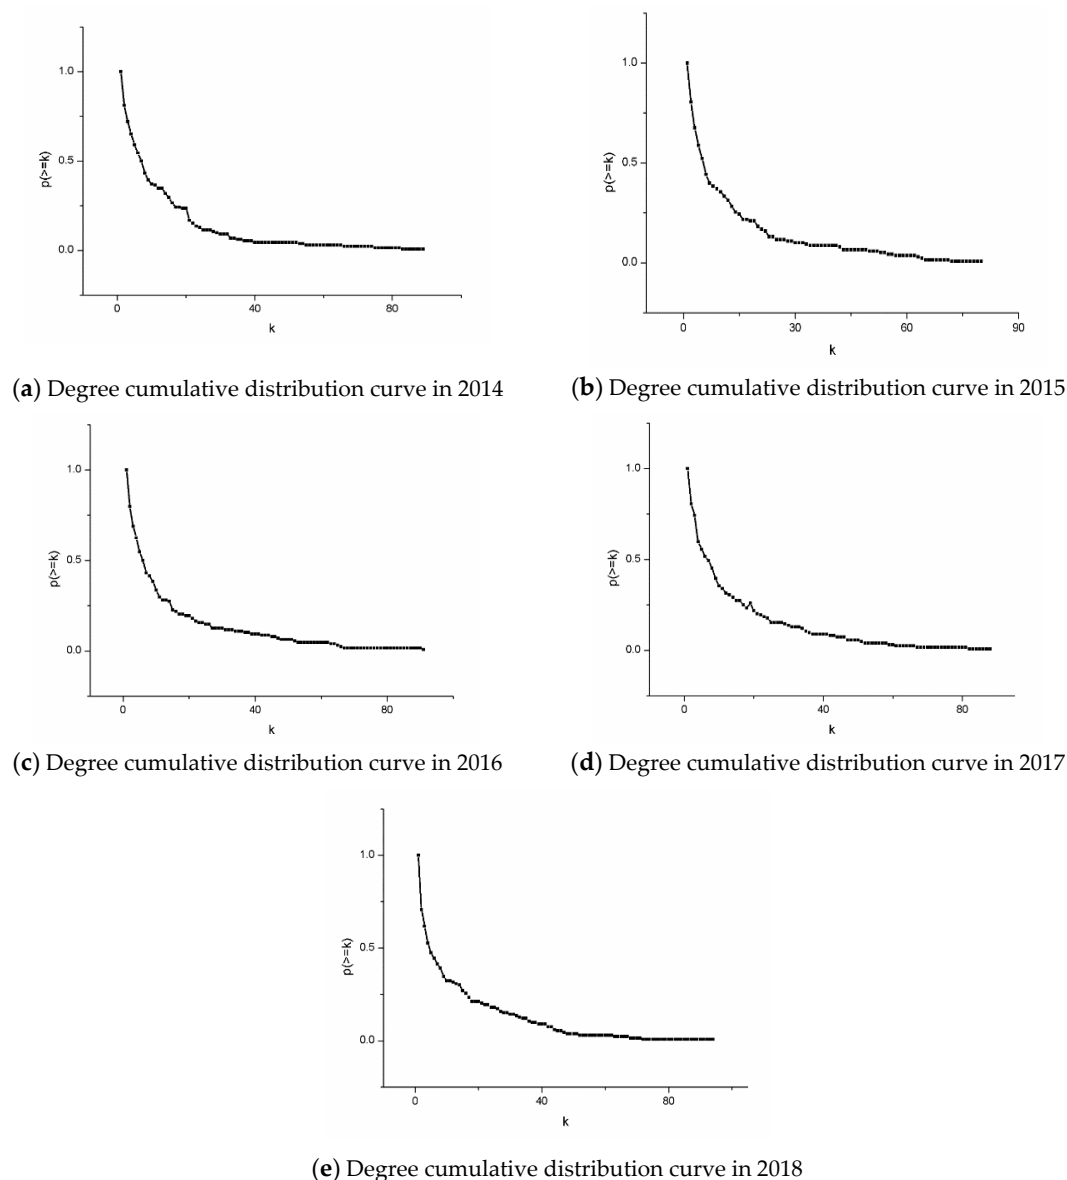 1.0
0.5
0.0
p(>=k)
0
40
80
k
(a) Degree cumulative distribution curve in 2014
1.0
0.5
0.0
p(>=k)
0
30
60
90
k
(b) Degree cumulative distribution curve in 2015
1.0
0.5
0.0
p(>=k)
0
40
80
k
(c) Degree cumulative distribution curve in 2016
1.0
0.5
0.0
p(>=k)
0
40
80
k
(d) Degree cumulative distribution curve in 2017
1.0
0.5
0.0
p(>=k)
0
40
80
k
(e) Degree cumulative distribution curve in 2018